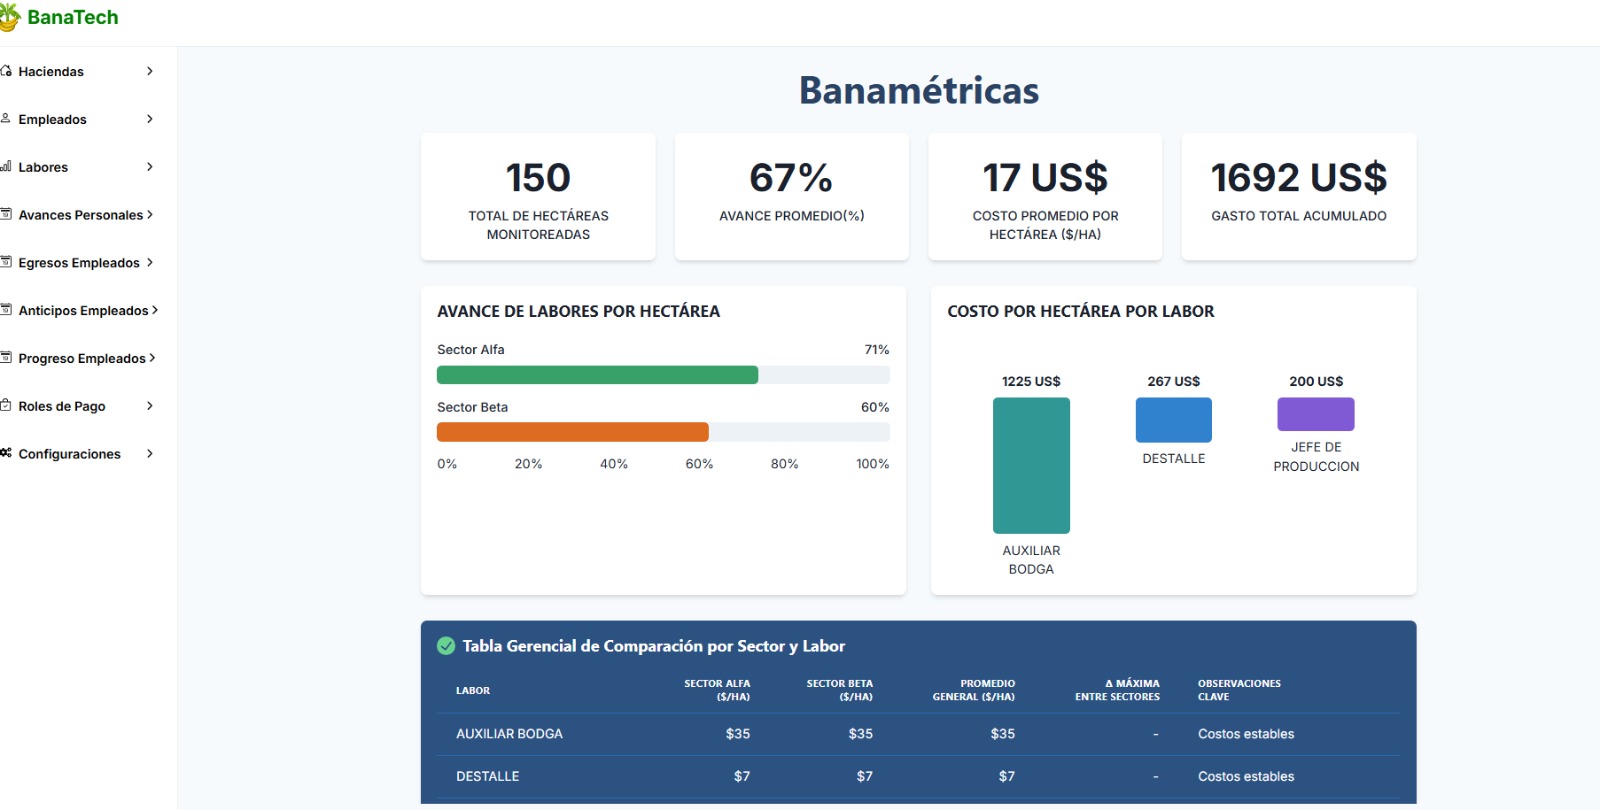 BanaTech
Haciendas
Empleados
Labores
Avances Personales
Egresos Empleados
Anticipos Empleados
Progreso Empleados
Roles de Pago
Configuraciones
Banamétricas
150
TOTAL DE HECTÁREAS
MONITOREADAS
67%
AVANCE PROMEDIO(%)
17 US$
COSTO PROMEDIO POR
HECTÁREA ($/HA)
1692 US$
GASTO TOTAL ACUMULADO
AVANCE DE LABORES POR HECTÁREA
Sector Alfa 71%
Sector Beta 60%
0% 20% 40% 60% 80% 100%
COSTO POR HECTÁREA POR LABOR
1225 US$ 267 US$ 200 US$
AUXILIAR
BODGA
DESTALLE
JEFE DE
PRODUCCION
Tabla Gerencial de Comparación por Sector y Labor
LABOR
SECTOR ALFA
($/HA)
SECTOR BETA
($/HA)
PROMEDIO
GENERAL ($/HA)
Δ MÁXIMA
ENTRE SECTORES
OBSERVACIONES
CLAVE
AUXILIAR BODGA $35 $35 $35 - Costos estables
DESTALLE $7 $7 $7 - Costos estables